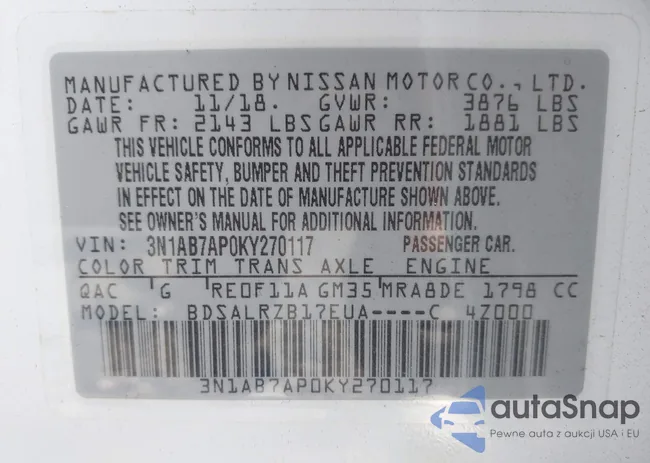 MANUFACTURED BY NISSAN MOTOR CO., LTD.
DATE: 11/18. GVWR: 3876 LBS
GAWR FR: 2143 LBS GAWR RR: 1881 LBS
THIS VEHICLE CONFORMS TO ALL APPLICABLE FEDERAL MOTOR
VEHICLE SAFETY, BUMPER AND THEFT PREVENTION STANDARDS
IN EFFECT ON THE DATE OF MANUFACTURE SHOWN ABOVE.
SEE OWNER'S MANUAL FOR ADDITIONAL INFORMATION.
VIN: 3N1AB7AP0KY270117 PASSENGER CAR.
COLOR TRIM TRANS AXLE ENGINE
QAC 'G 'RE0F11A GM35'MRA8DE 1798 CC
MODEL: BDSALRZB17EUA----C 4Z000
3N1AB7AP0KY270117
autaSnap
Pewne auta z aukcji USA i EU